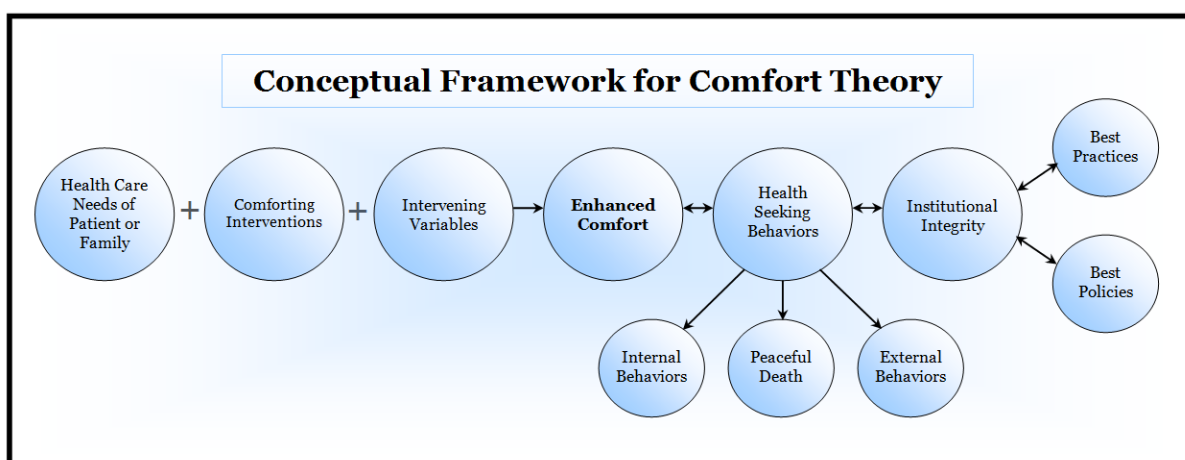 Conceptual Framework for Comfort Theory
Health Care
Needs of
Patient or
Family
+
Comforting
Interventions
+
Intervening
Variables
Enhanced
Comfort
Health
Seeking
Behaviors
Institutional
Integrity
Best
Practices
Best
Policies
Internal
Behaviors
Peaceful
Death
External
Behaviors